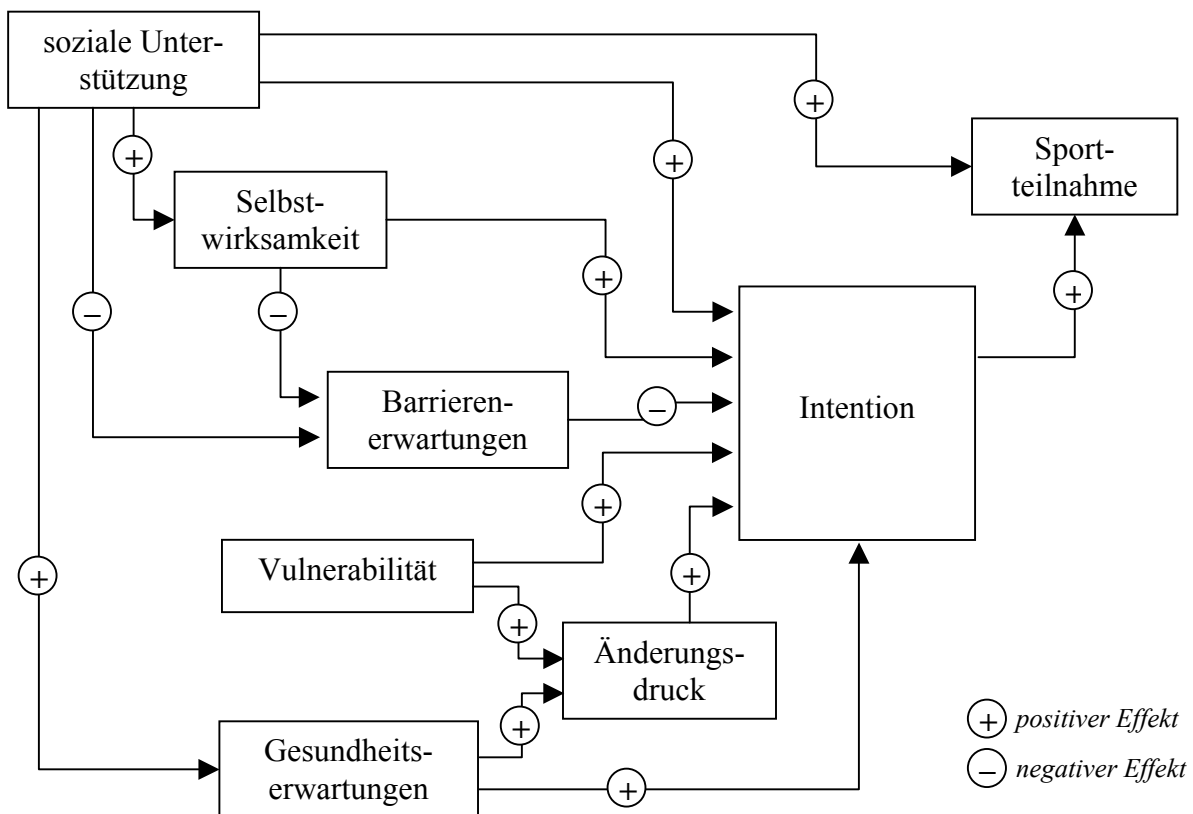 soziale Unter-
stützung
+
+
+
Sport-
teilnahme
+
Selbst-
wirksamkeit
+
+
−
−
Barrieren-
erwartungen
−
Intention
+
Vulnerabilität
+
+
+
Änderungs-
druck
+
Gesundheits-
erwartungen
+
+ positiver Effekt
− negativer Effekt